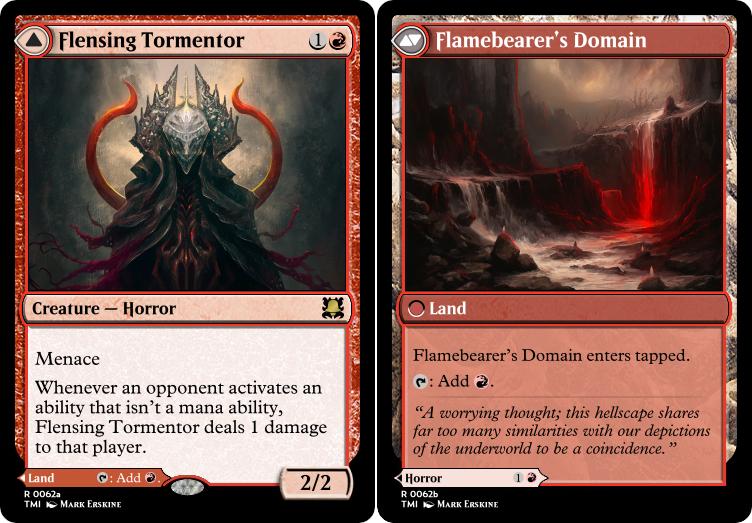 Flensing Tormentor 1
Creature — Horror
Menace
Whenever an opponent activates an
ability that isn't a mana ability,
Flensing Tormentor deals 1 damage
to that player.
Land : Add .
2/2
R 0062a
TMI Mark Erskine
Flamebearer's Domain
Land
Flamebearer's Domain enters tapped.
: Add .
"A worrying thought; this hellscape shares
far too many similarities with our depictions
of the underworld to be a coincidence."
Horror 1
R 0062b
TMI Mark Erskine